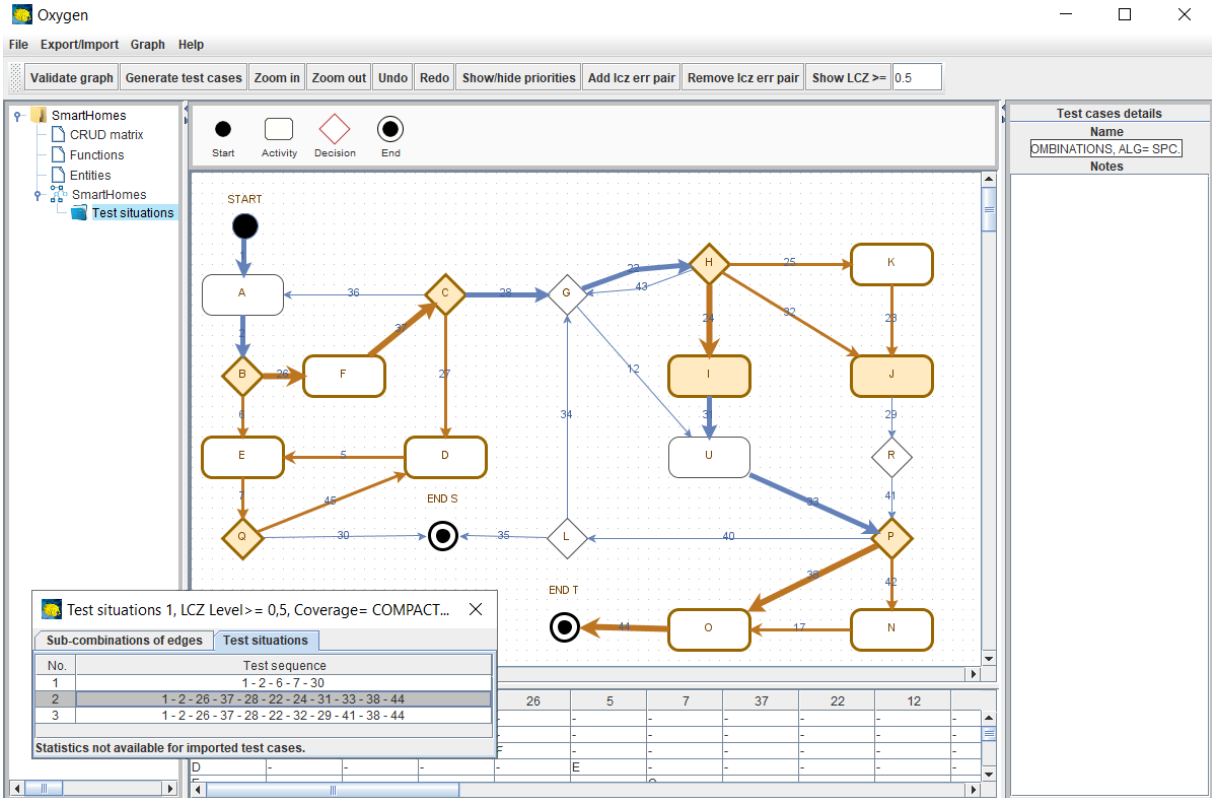 Oxygen
File Export/Import Graph Help
Validate graph Generate test cases Zoom in Zoom out Undo Redo Show/hide priorities Add lcz err pair Remove lcz err pair Show LCZ >= 0.5
SmartHomes
CRUD matrix
Functions
Entities
SmartHomes
Test situations
Start Activity Decision End
START
1
A
36
C
28
G
22
43
H
25
K
2
37
24
32
23
B
26
F
27
12
I
J
6
34
31
29
E
5
D
U
R
7
45
END S
33
41
Q
30
35
L
40
P
END T
38
42
44
O
17
N
Test cases details
Name
OMBINATIONS, ALG= SPC.
Notes
Test situations 1, LCZ Level>= 0,5, Coverage= COMPACT...
Sub-combinations of edges Test situations
No. Test sequence
1 1 - 2 - 6 - 7 - 30
2 1 - 2 - 26 - 37 - 28 - 22 - 24 - 31 - 33 - 38 - 44
3 1 - 2 - 26 - 37 - 28 - 22 - 32 - 29 - 41 - 38 - 44
Statistics not available for imported test cases.
26 5 7 37 22 12
D - - - - E - - - -